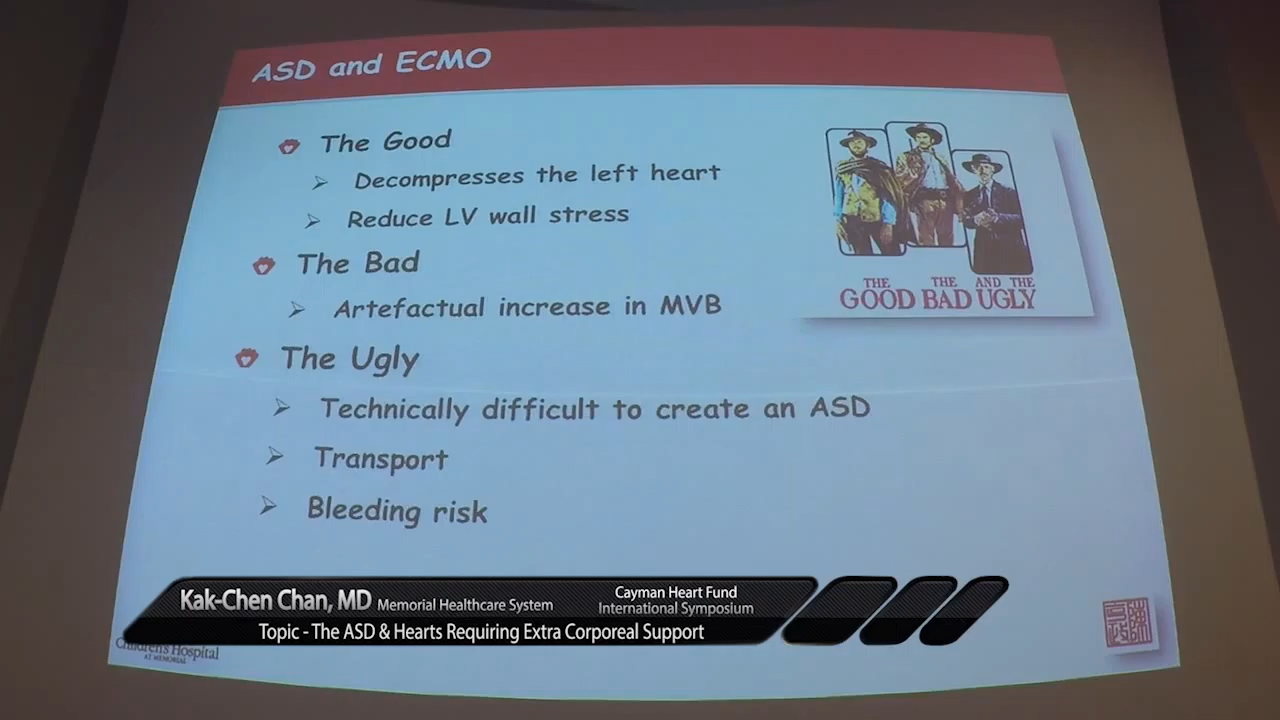 ASD and ECMO
The Good
Decompresses the left heart
Reduce LV wall stress
The Bad
Artefactual increase in MVB
The Ugly
Technically difficult to create an ASD
Transport
Bleeding risk
THE THE AND THE
GOOD BAD UGLY
Kak-Chen Chan, MD Memorial Healthcare System
Cayman Heart Fund
International Symposium
Topic - The ASD & Hearts Requiring Extra Corporeal Support
Children's Hospital
AT MEMORIAL